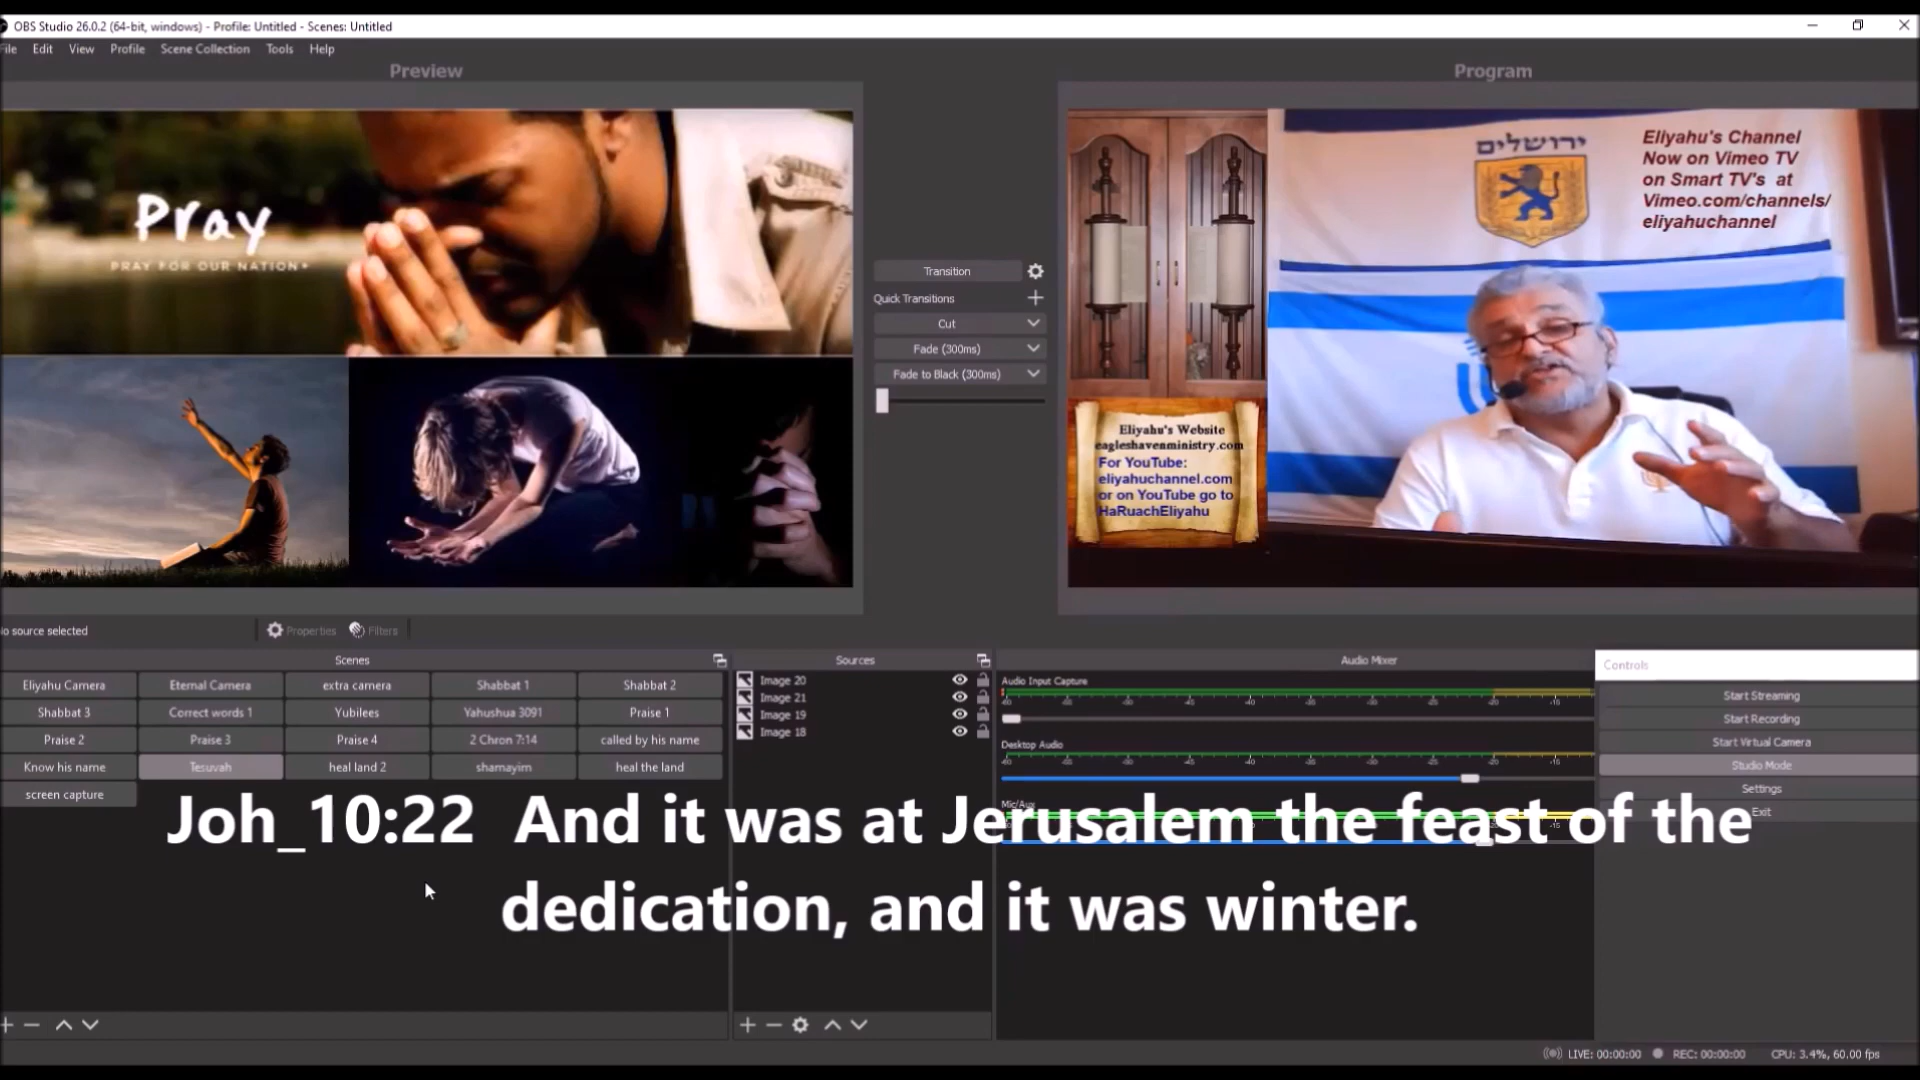 OBS Studio 26.0.2 (64-bit, windows) - Profile: Untitled - Scenes: Untitled
File Edit View Profile Scene Collection Tools Help
Preview
Program
Pray
PRAY FOR OUR NATION
ירושלים
Eliyahu's Channel
Now on Vimeo TV
on Smart TV's at
Vimeo.com/channels/
eliyahuchannel
Transition
Quick Transitions
Cut
Fade (300ms)
Fade to Black (300ms)
Eliyahu's Website
eagleshavenministry.com
For YouTube:
eliyahuchannel.com
or on YouTube go to
HaRuachEliyahu
source selected
Properties Filters
Scenes
Eliyahu Camera Eternal Camera extra camera Shabbat 1 Shabbat 2
Shabbat 3 Correct words 1 Yubilees Yahushua 3091 Praise 1
Praise 2 Praise 3 Praise 4 2 Chron 7:14 called by his name
Know his name Tesuvah heal land 2 shamayim heal the land
screen capture
Sources
Image 20
Image 21
Image 19
Image 18
Audio Mixer
Audio Input Capture
Desktop Audio
Mic/Aux
Controls
Start Streaming
Start Recording
Start Virtual Camera
Studio Mode
Settings
Exit
Joh_10:22 And it was at Jerusalem the feast of the
dedication, and it was winter.
LIVE: 00:00:00 REC: 00:00:00 CPU: 3.4%, 60.00 fps